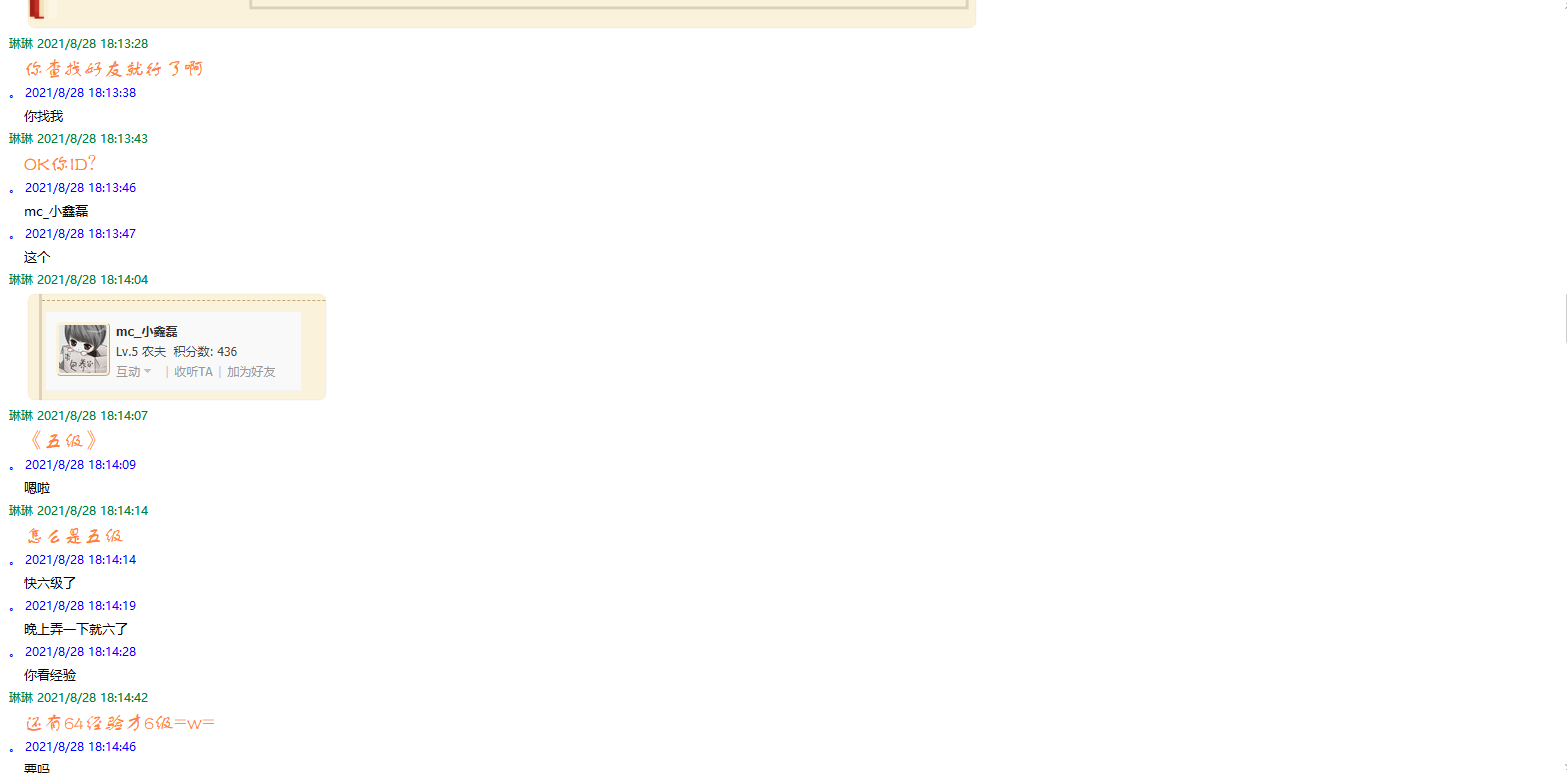 琳琳 2021/8/28 18:13:28
你查找好友就行了啊
。 2021/8/28 18:13:38
你找我
琳琳 2021/8/28 18:13:43
OK你ID?
。 2021/8/28 18:13:46
mc_小鑫磊
。 2021/8/28 18:13:47
这个
琳琳 2021/8/28 18:14:04
mc_小鑫磊
Lv.5 农夫 积分数: 436
互动 | 收听TA | 加为好友
琳琳 2021/8/28 18:14:07
《五级》
。 2021/8/28 18:14:09
嗯啦
琳琳 2021/8/28 18:14:14
怎么是五级
。 2021/8/28 18:14:14
快六级了
。 2021/8/28 18:14:19
晚上弄一下就六了
。 2021/8/28 18:14:28
你看经验
琳琳 2021/8/28 18:14:42
还有64经验才6级=w=
。 2021/8/28 18:14:46
要吗